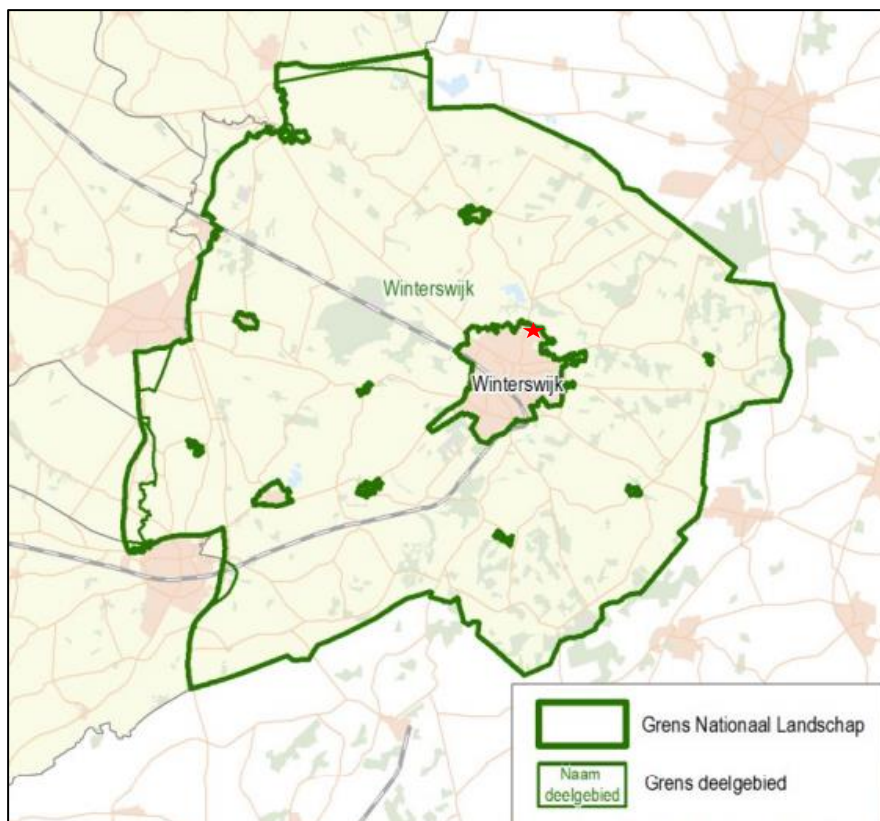 Winterswijk
Winterswijk
Grens Nationaal Landschap
Naam
deelgebied
Grens deelgebied